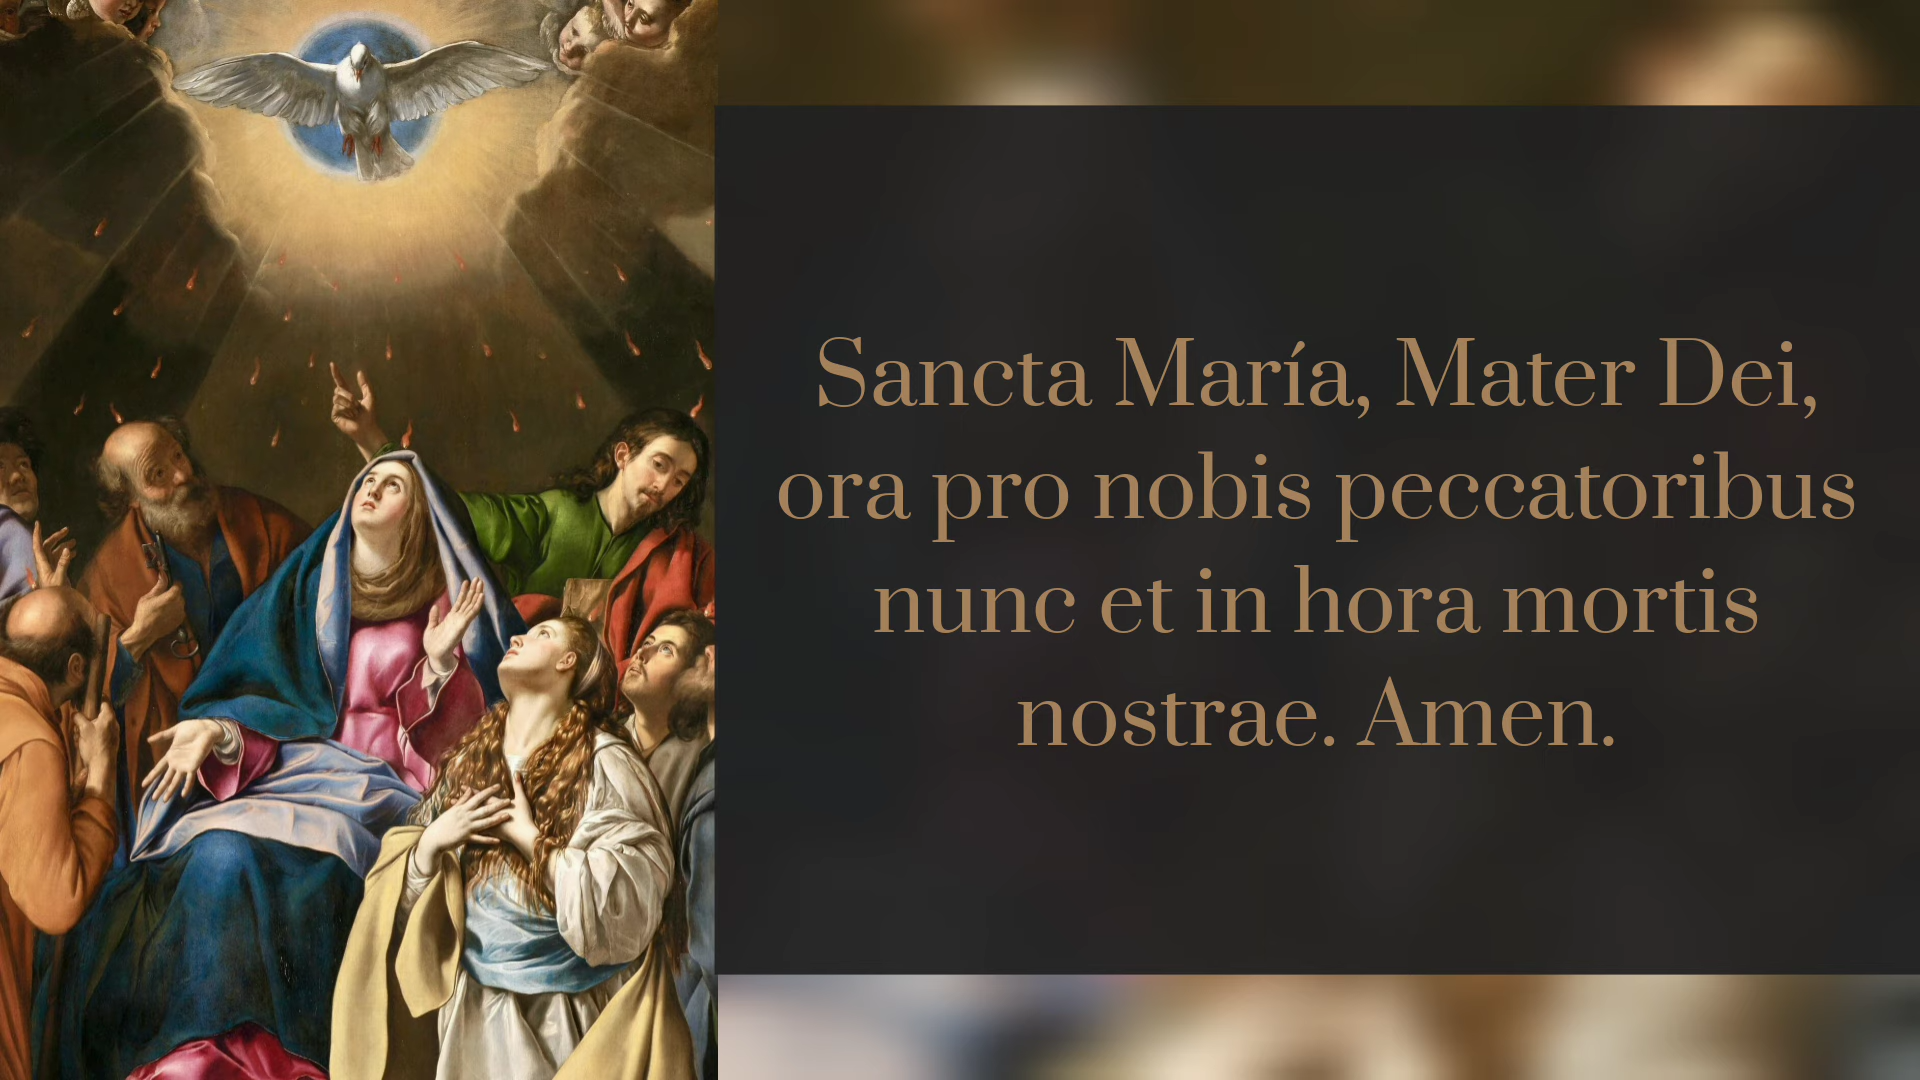 Sancta María, Mater Dei,
ora pro nobis peccatoribus
nunc et in hora mortis
nostrae. Amen.